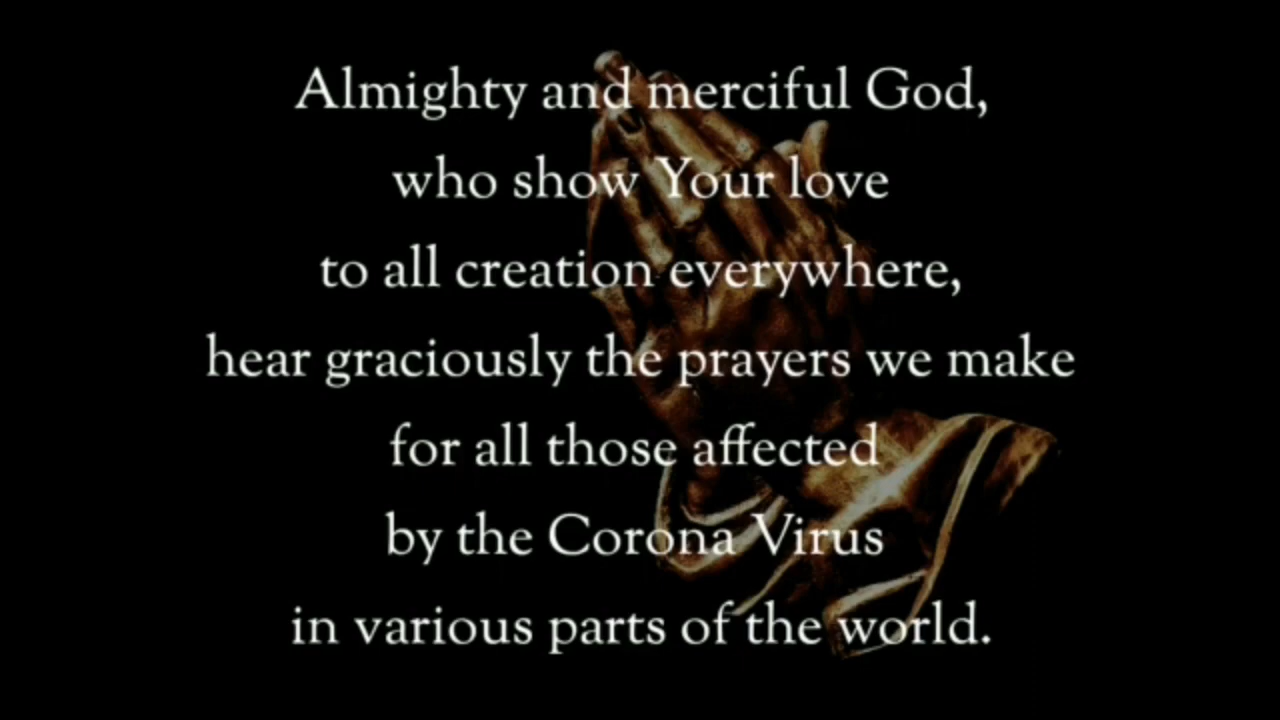 Almighty and merciful God,
who show Your love
to all creation everywhere,
hear graciously the prayers we make
for all those affected
by the Corona Virus
in various parts of the world.